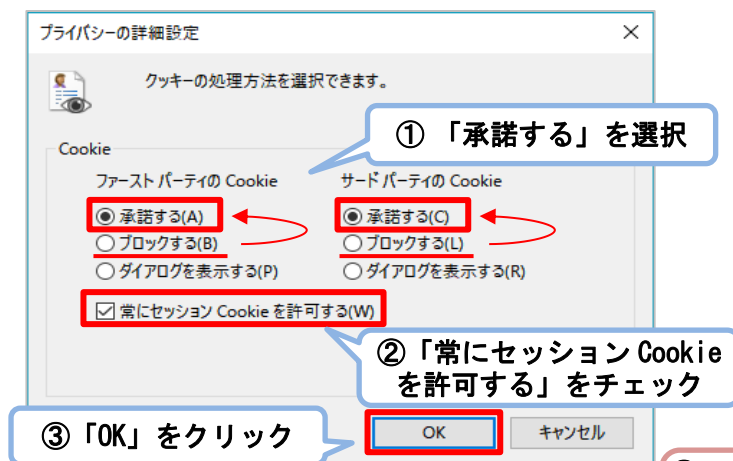 プライバシーの詳細設定
クッキーの処理方法を選択できます。
① 「承諾する」を選択
Cookie
ファースト パーティの Cookie
サード パーティの Cookie
承諾する(A)
承諾する(C)
ブロックする(B)
ブロックする(L)
ダイアログを表示する(P)
ダイアログを表示する(R)
常にセッション Cookie を許可する(W)
②「常にセッション Cookie
を許可する」をチェック
③「OK」をクリック
OK
キャンセル